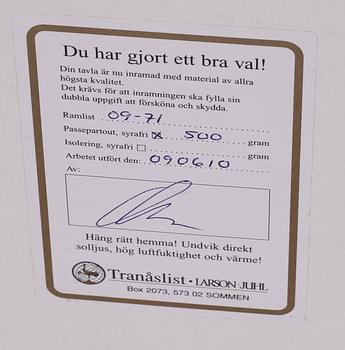 Du har gjort ett bra val!
Din tavla är nu inramad med material av allra
högsta kvalitet.
Det krävs för att inramningen ska fylla sin
dubbla uppgift att försköna och skydda.
Ramlist 09-71
Passepartout, syrafri x 500 gram
Isolering, syrafri □ gram
Arbetet utfört den: 090610
Av:
Häng rätt hemma! Undvik direkt
solljus, hög luftfuktighet och värme!
Tranåslist · LARSON·JUHL
Box 2073, 573 02 SOMMEN